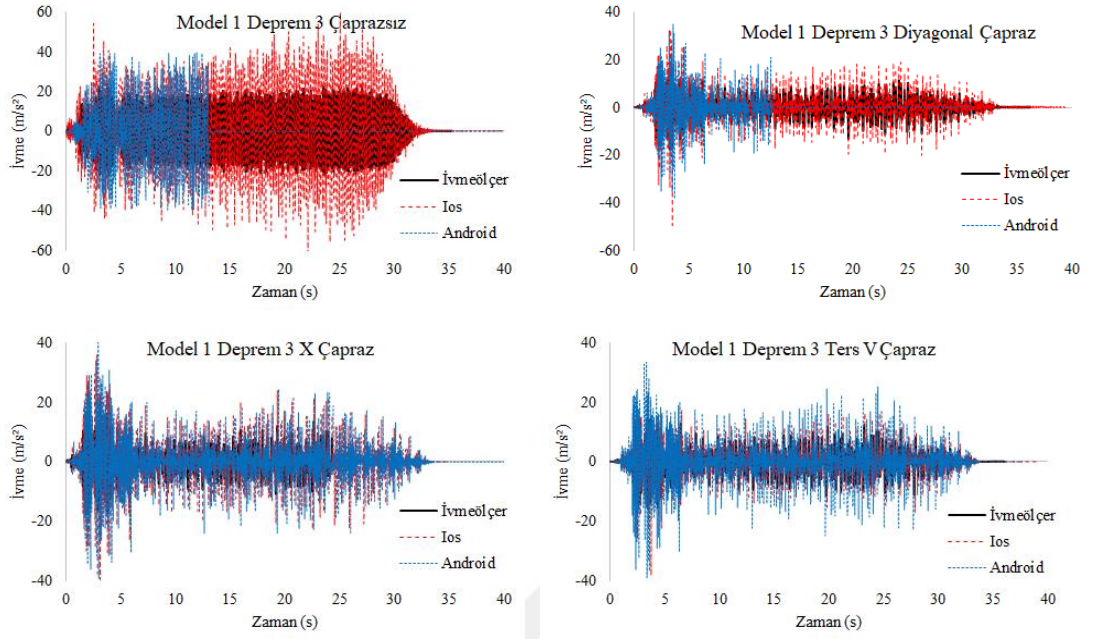 Model 1 Deprem 3 Çaprazsız
İvme (m/s²)
60
40
20
0
-20
-40
-60
İvmeölçer
Ios
Android
0 5 10 15 20 25 30 35 40
Zaman (s)
Model 1 Deprem 3 Diyagonal Çapraz
İvme (m/s²)
40
20
0
-20
-40
-60
İvmeölçer
Ios
Android
0 5 10 15 20 25 30 35 40
Zaman (s)
Model 1 Deprem 3 X Çapraz
İvme (m/s²)
40
20
0
-20
-40
İvmeölçer
Ios
Android
0 5 10 15 20 25 30 35 40
Zaman (s)
Model 1 Deprem 3 Ters V Çapraz
İvme (m/s²)
40
20
0
-20
-40
İvmeölçer
Ios
Android
0 5 10 15 20 25 30 35 40
Zaman (s)